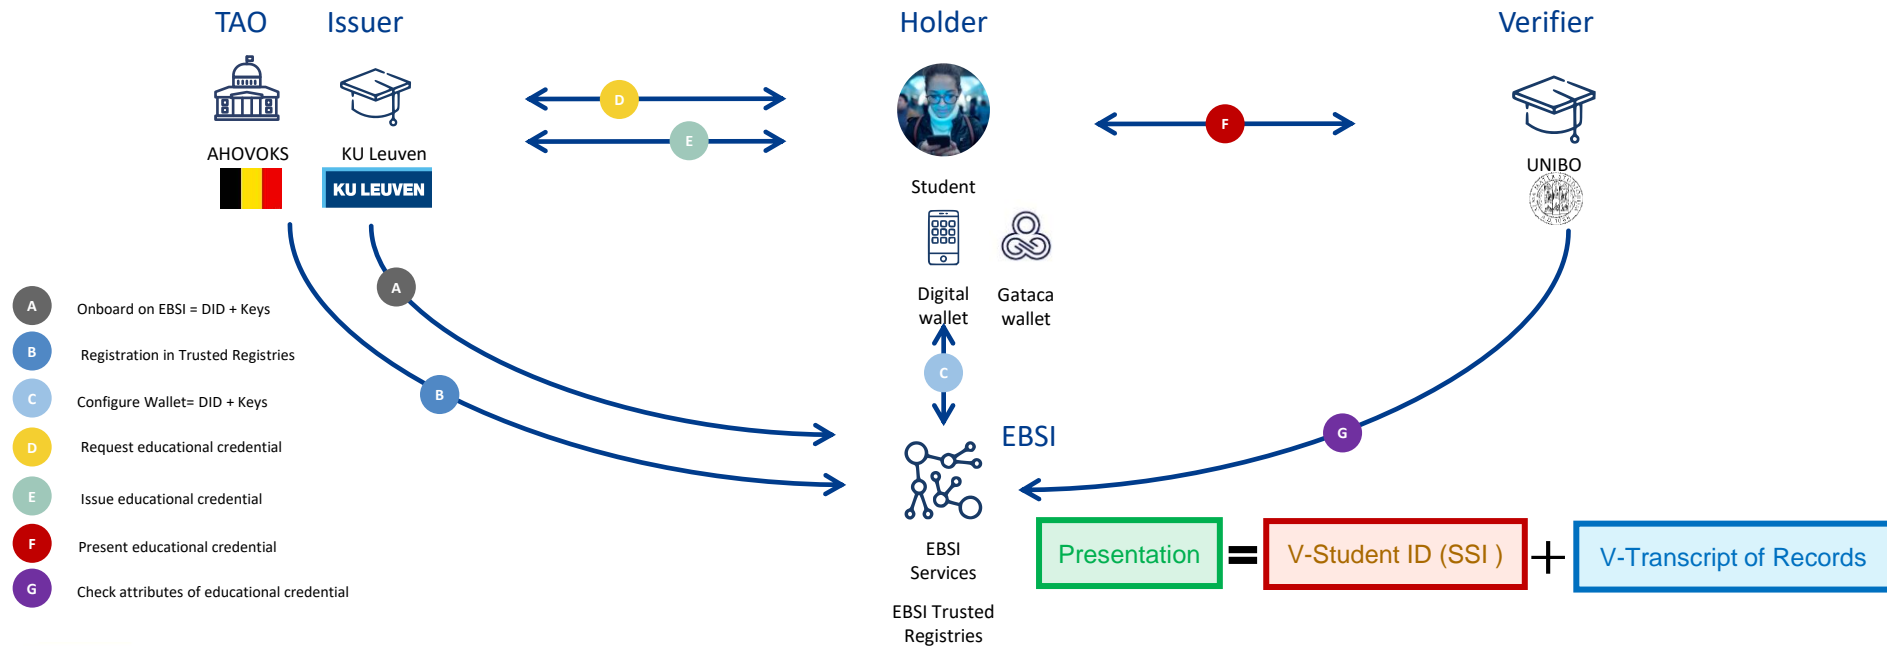 TAO
Issuer
Holder
Verifier
D
E
F
AHOVOKS
KU Leuven
KU LEUVEN
UNIBO
Student
Digital
wallet
Gataca
wallet
A
B
C
G
A
Onboard on EBSI = DID + Keys
B
Registration in Trusted Registries
C
Configure Wallet= DID + Keys
D
Request educational credential
E
Issue educational credential
F
Present educational credential
G
Check attributes of educational credential
EBSI
EBSI
Services
EBSI Trusted
Registries
Presentation
=
V-Student ID (SSI )
+
V-Transcript of Records